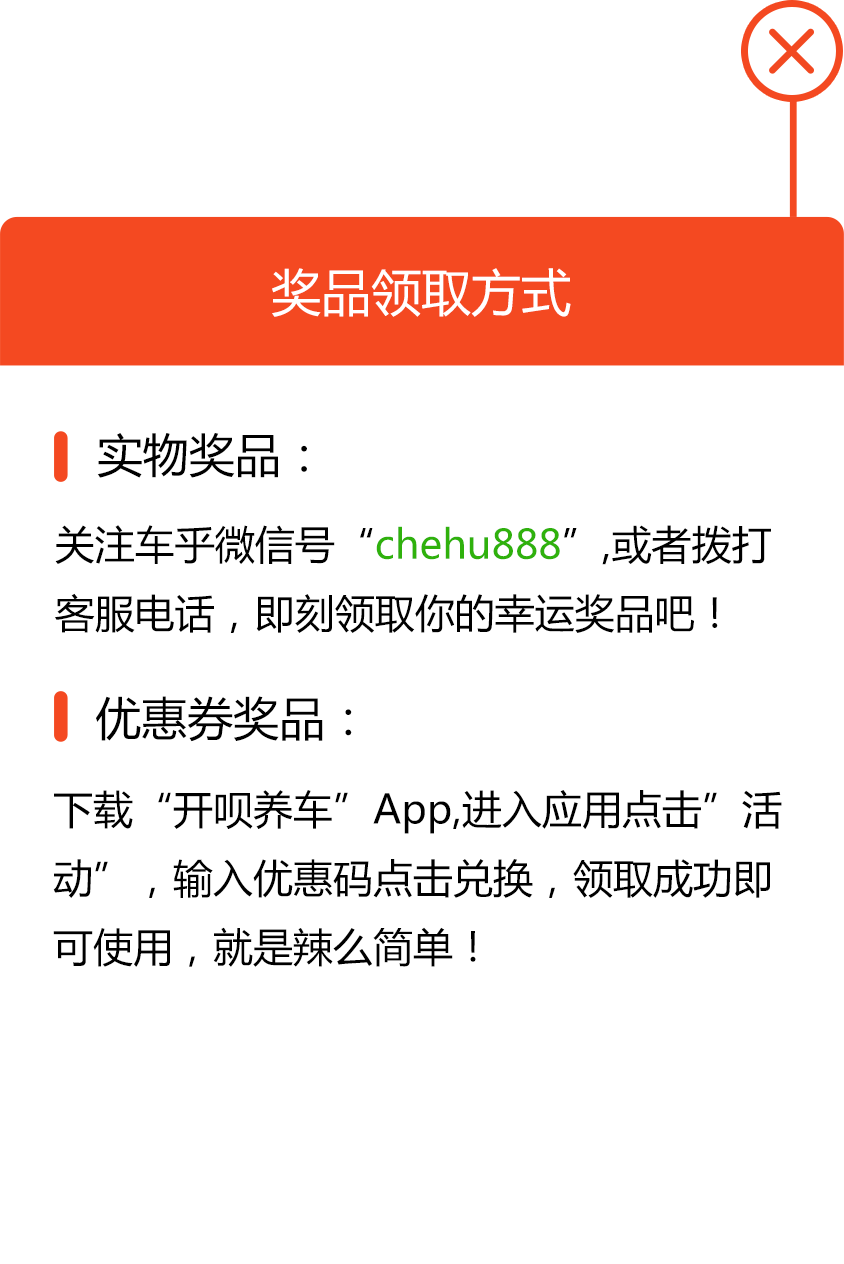 奖品领取方式
实物奖品：
关注车乎微信号“chehu888”,或者拨打
客服电话，即刻领取你的幸运奖品吧！
优惠券奖品：
下载“开呗养车”App,进入应用点击”活
动”，输入优惠码点击兑换，领取成功即
可使用，就是辣么简单！